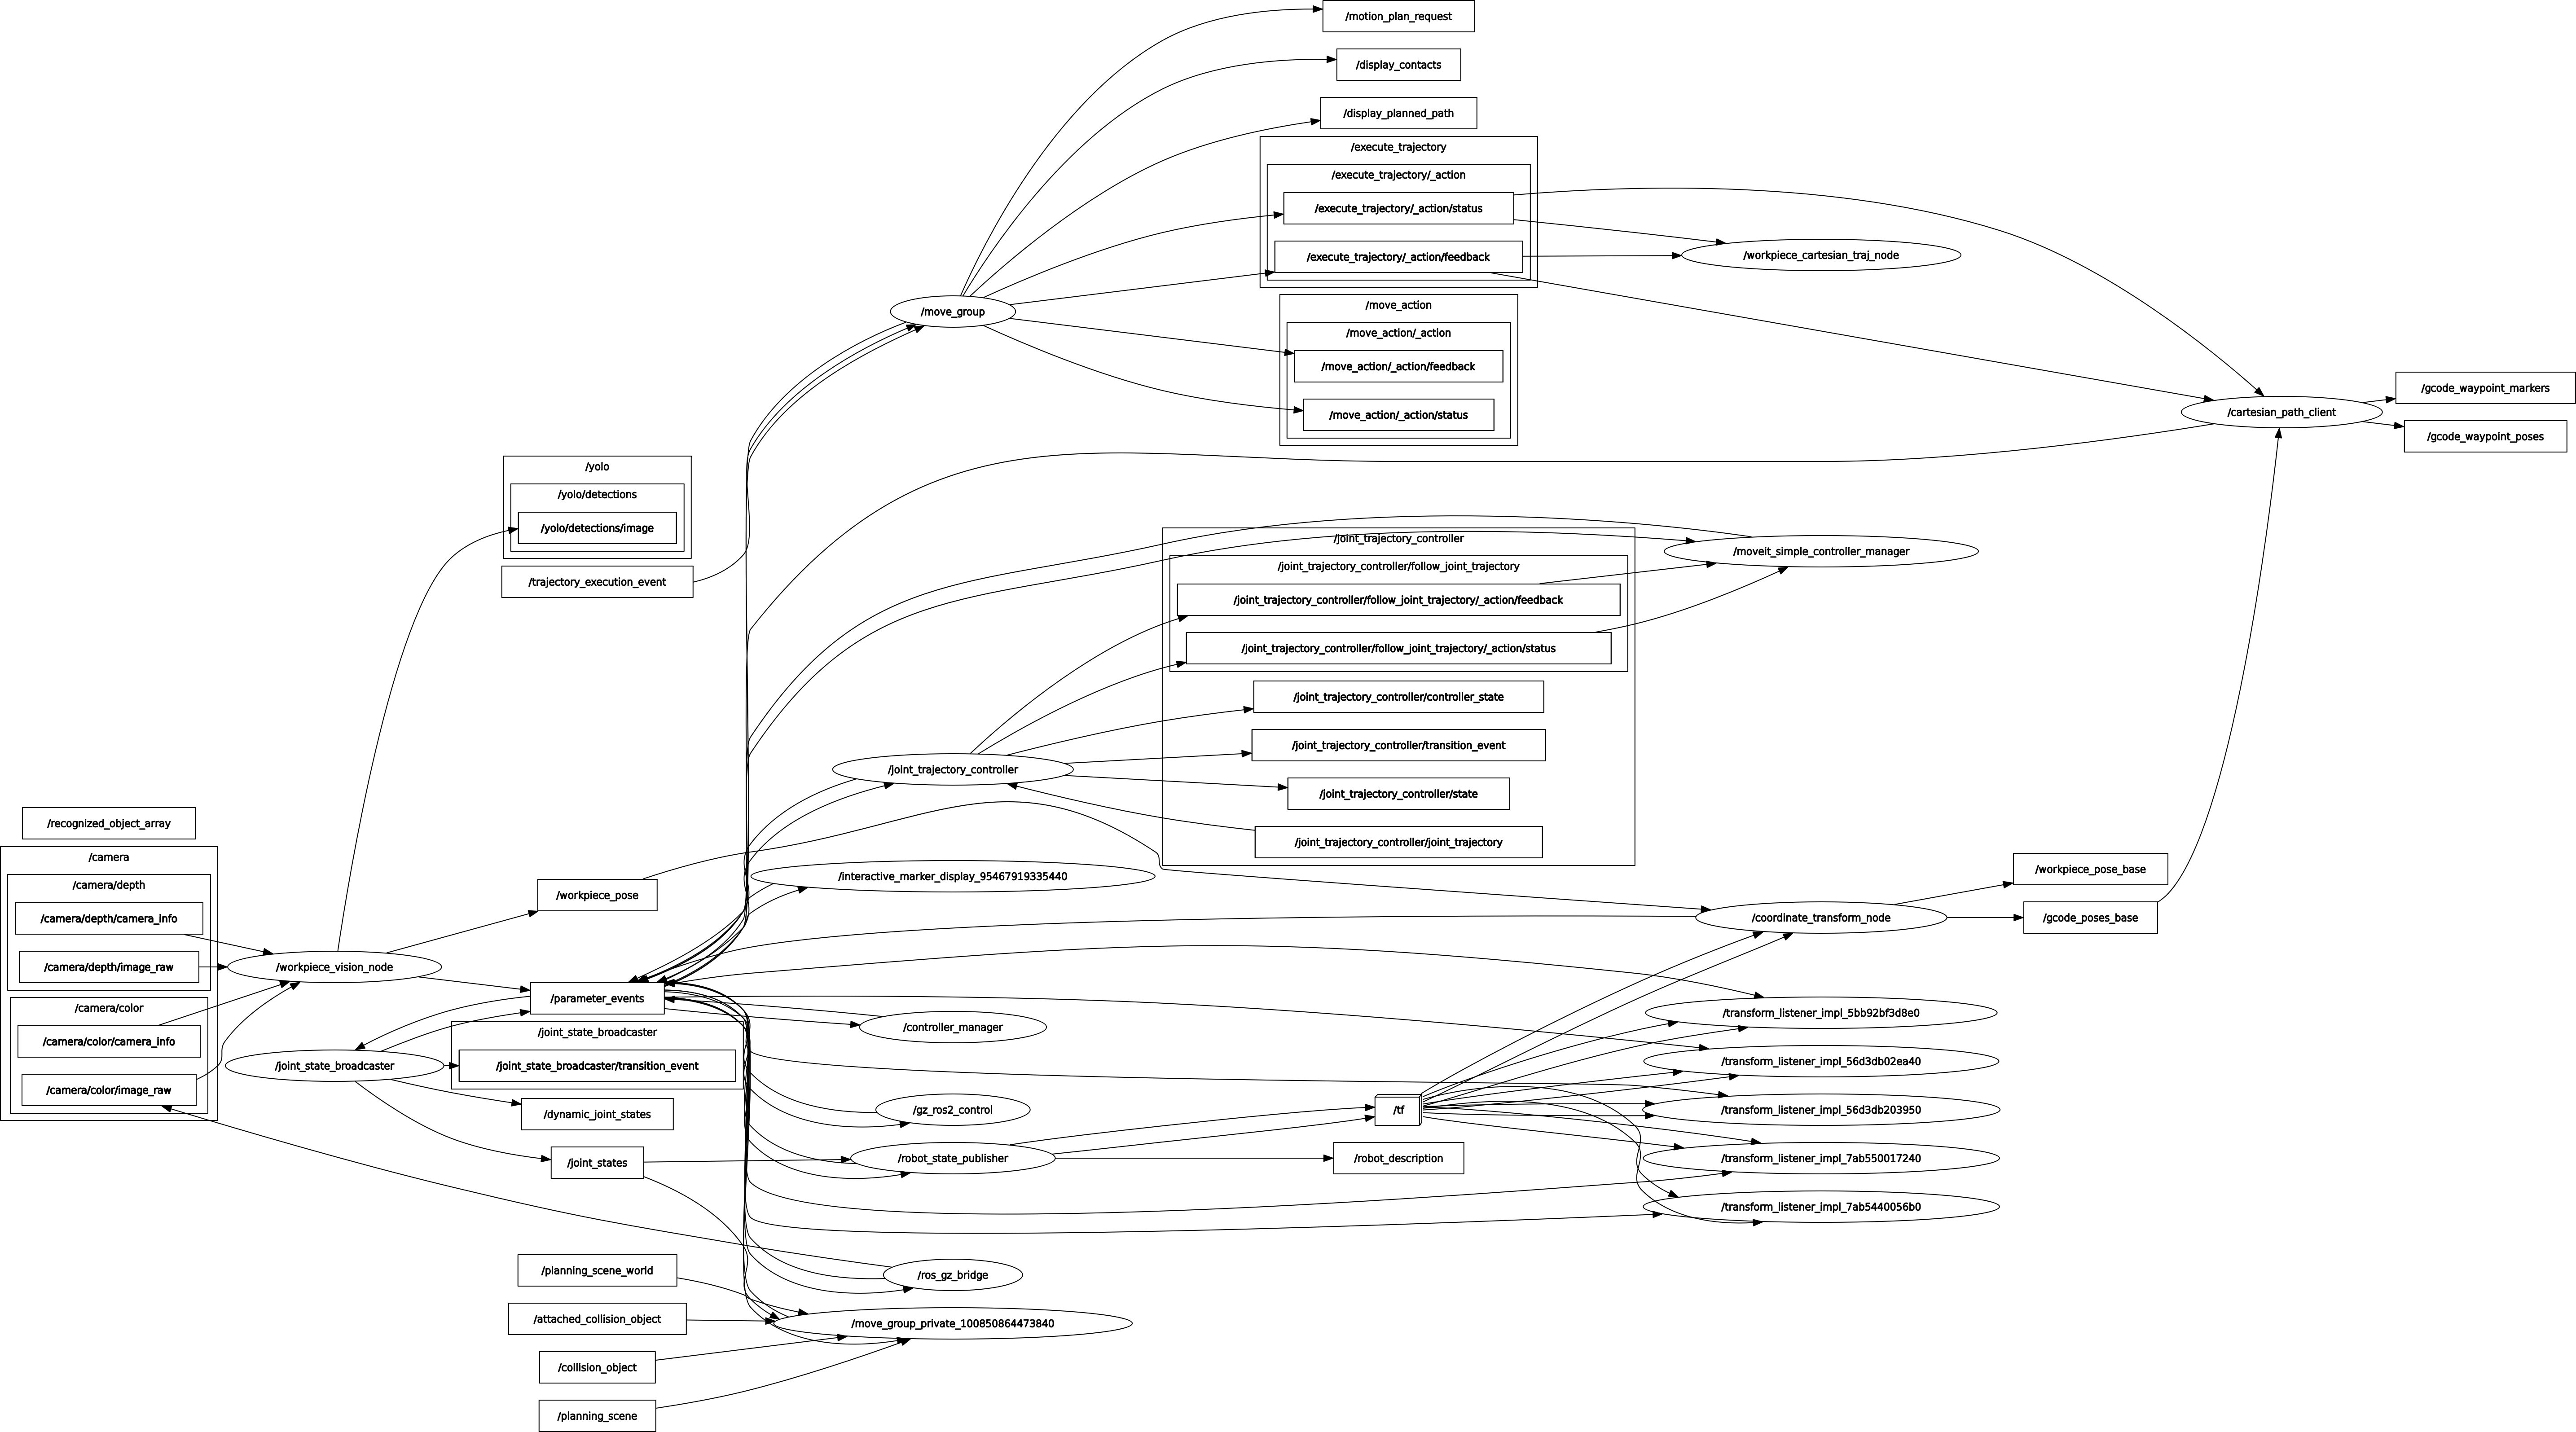 /motion_plan_request
/display_contacts
/display_planned_path
/execute_trajectory
/execute_trajectory/_action
/execute_trajectory/_action/status
/execute_trajectory/_action/feedback
/workpiece_cartesian_traj_node
/move_group
/move_action
/move_action/_action
/move_action/_action/feedback
/move_action/_action/status
/gcode_waypoint_markers
/cartesian_path_client
/gcode_waypoint_poses
/yolo
/yolo/detections
/yolo/detections/image
/trajectory_execution_event
/joint_trajectory_controller
/moveit_simple_controller_manager
/joint_trajectory_controller/follow_joint_trajectory
/joint_trajectory_controller/follow_joint_trajectory/_action/feedback
/joint_trajectory_controller/follow_joint_trajectory/_action/status
/joint_trajectory_controller/controller_state
/joint_trajectory_controller/transition_event
/joint_trajectory_controller
/joint_trajectory_controller/state
/joint_trajectory_controller/joint_trajectory
/recognized_object_array
/camera
/camera/depth
/camera/depth/camera_info
/camera/depth/image_raw
/camera/color
/camera/color/camera_info
/camera/color/image_raw
/workpiece_vision_node
/workpiece_pose
/interactive_marker_display_95467919335440
/workpiece_pose_base
/coordinate_transform_node
/gcode_poses_base
/parameter_events
/controller_manager
/joint_state_broadcaster
/joint_state_broadcaster
/joint_state_broadcaster/transition_event
/dynamic_joint_states
/joint_states
/gz_ros2_control
/robot_state_publisher
/tf
/robot_description
/transform_listener_impl_5bb92bf3d8e0
/transform_listener_impl_56d3db02ea40
/transform_listener_impl_56d3db203950
/transform_listener_impl_7ab550017240
/transform_listener_impl_7ab5440056b0
/planning_scene_world
/ros_gz_bridge
/attached_collision_object
/move_group_private_100850864473840
/collision_object
/planning_scene